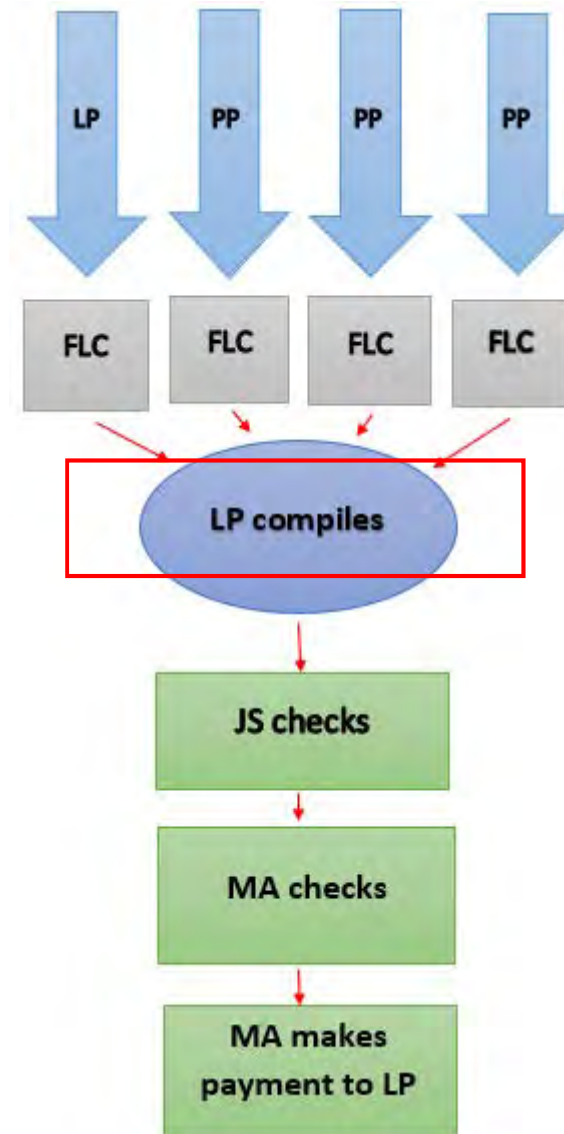 LP
PP
PP
PP
FLC
FLC
FLC
FLC
LP compiles
JS checks
MA checks
MA makes
payment to LP